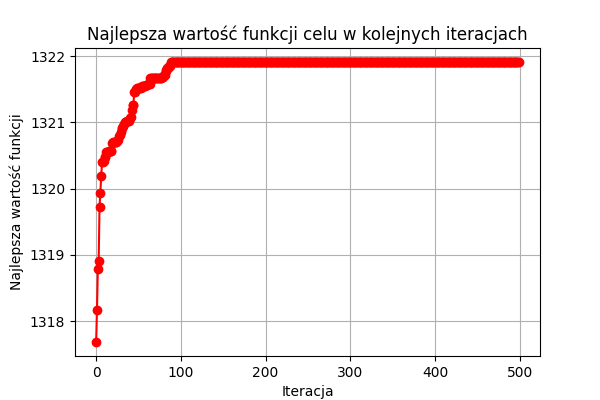 Najlepsza wartość funkcji celu w kolejnych iteracjach
1322
1321
1320
1319
1318
Najlepsza wartość funkcji
0 100 200 300 400 500
Iteracja